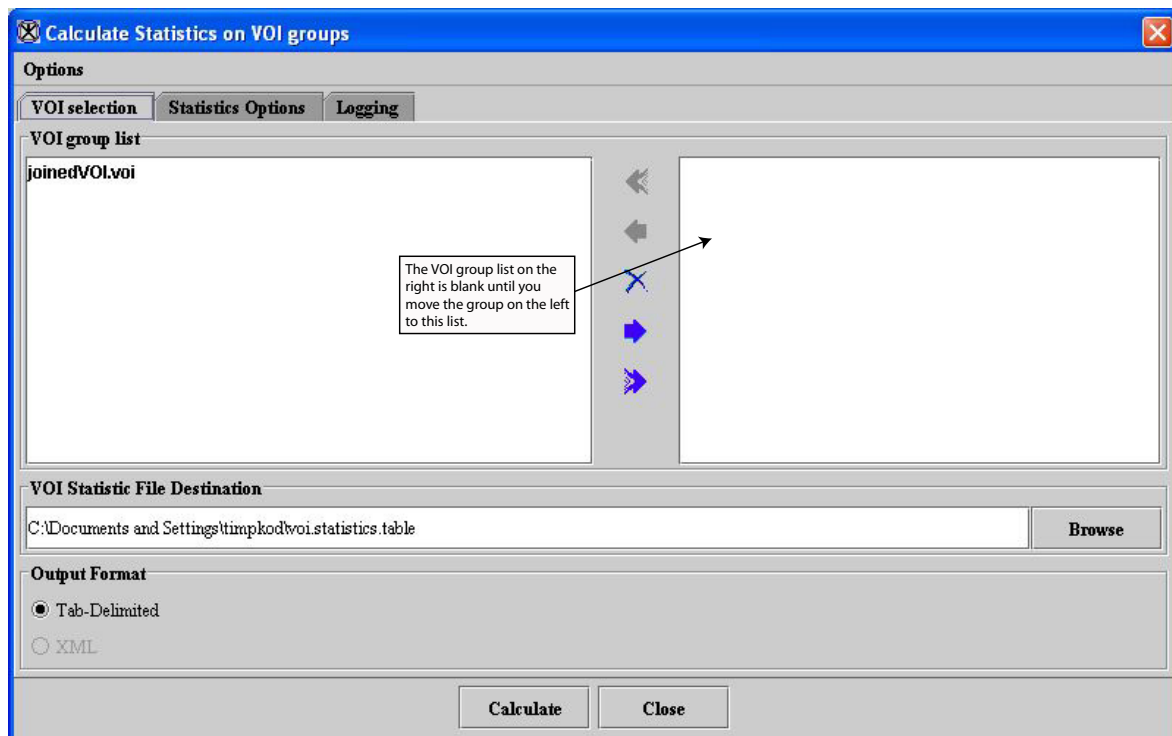 Calculate Statistics on VOI groups
Options
VOI selection
Statistics Options
Logging
VOI group list
joinedVOI.voi
The VOI group list on the
right is blank until you
move the group on the left
to this list.
VOI Statistic File Destination
C:\Documents and Settings\timpkod\voi.statistics.table
Browse
Output Format
Tab-Delimited
XML
Calculate
Close